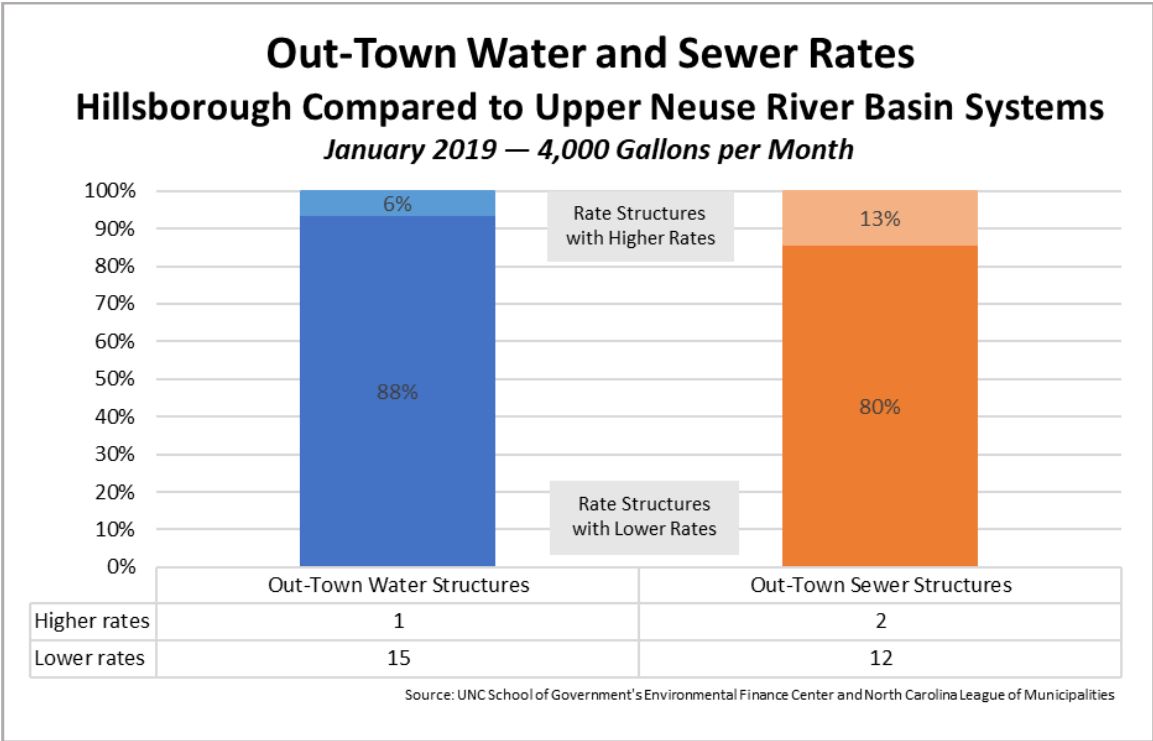 Out-Town Water and Sewer Rates
Hillsborough Compared to Upper Neuse River Basin Systems
January 2019 — 4,000 Gallons per Month
100%
90%
80%
70%
60%
50%
40%
30%
20%
10%
0%
6%
88%
Rate Structures
with Higher Rates
Rate Structures
with Lower Rates
13%
80%
Out-Town Water Structures Out-Town Sewer Structures
Higher rates 1 2
Lower rates 15 12
Source: UNC School of Government's Environmental Finance Center and North Carolina League of Municipalities